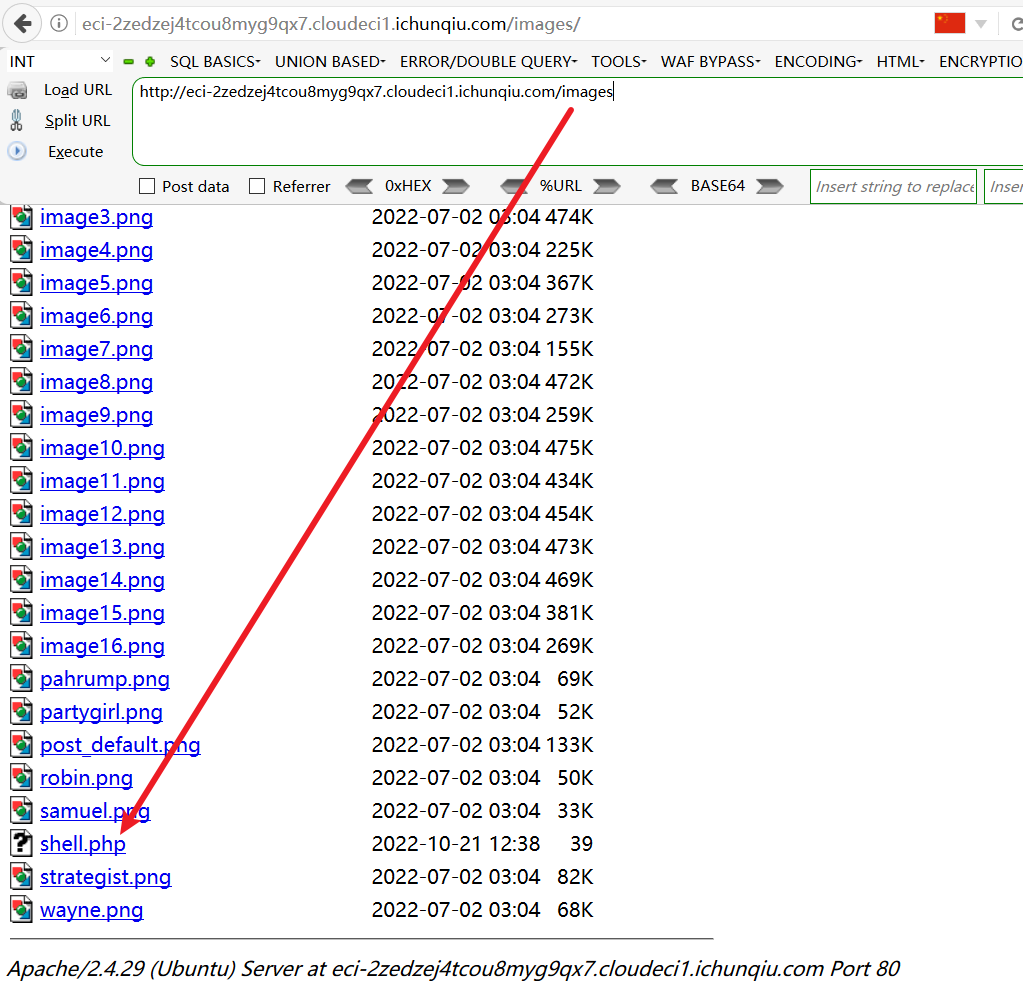 eci-2zedzej4tcou8myg9qx7.cloudeci1.ichunqiu.com/images/
INT SQL BASICS- UNION BASED- ERROR/DOUBLE QUERY- TOOLS- WAF BYPASS- ENCODING- HTML- ENCRYPTIO
Load URL http://eci-2zedzej4tcou8myg9qx7.cloudeci1.ichunqiu.com/images
Split URL
Execute
Post data Referrer 0xHEX %URL BASE64 Insert string to replace Inser
image3.png 2022-07-02 03:04 474K
image4.png 2022-07-02 03:04 225K
image5.png 2022-07-02 03:04 367K
image6.png 2022-07-02 03:04 273K
image7.png 2022-07-02 03:04 155K
image8.png 2022-07-02 03:04 472K
image9.png 2022-07-02 03:04 259K
image10.png 2022-07-02 03:04 475K
image11.png 2022-07-02 03:04 434K
image12.png 2022-07-02 03:04 454K
image13.png 2022-07-02 03:04 473K
image14.png 2022-07-02 03:04 469K
image15.png 2022-07-02 03:04 381K
image16.png 2022-07-02 03:04 269K
pahrump.png 2022-07-02 03:04 69K
partygirl.png 2022-07-02 03:04 52K
post_default.png 2022-07-02 03:04 133K
robin.png 2022-07-02 03:04 50K
samuel.png 2022-07-02 03:04 33K
shell.php 2022-10-21 12:38 39
strategist.png 2022-07-02 03:04 82K
wayne.png 2022-07-02 03:04 68K
Apache/2.4.29 (Ubuntu) Server at eci-2zedzej4tcou8myg9qx7.cloudeci1.ichunqiu.com Port 80